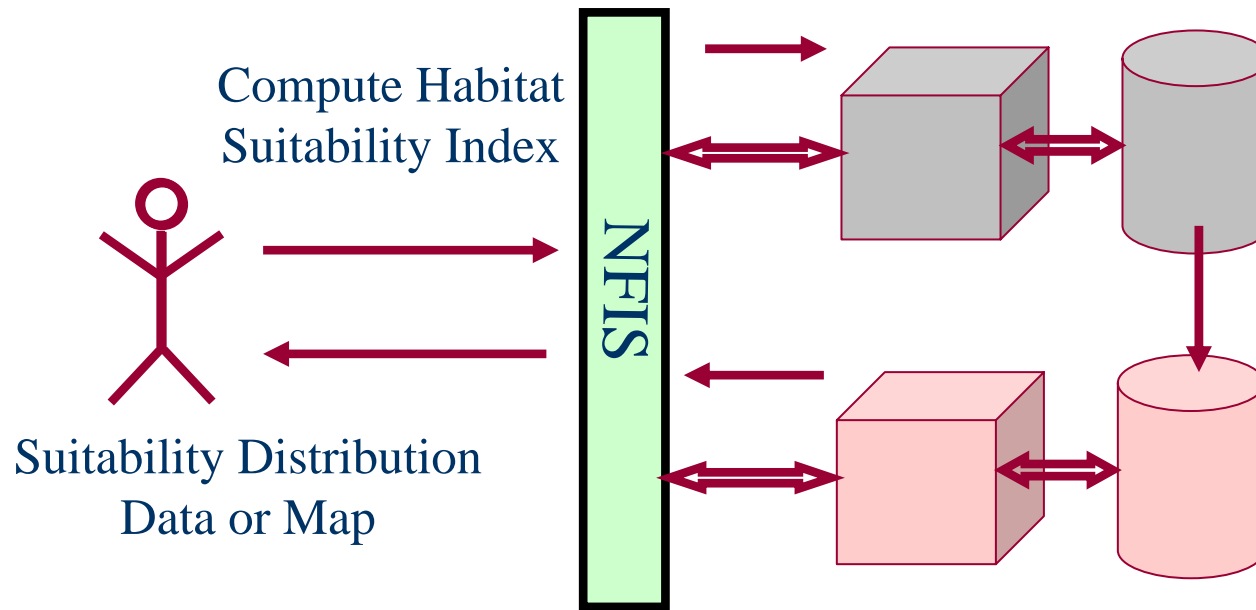 Compute Habitat
Suitability Index
NFIS
Suitability Distribution
Data or Map